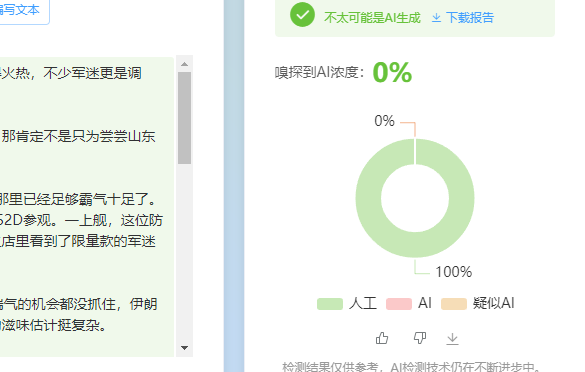 编写文本
火热，不少军迷更是调
那肯定不是只为尝尝山东
那里已经足够霸气十足了。
52D参观。一上舰，这位防
店里看到了限量款的军迷
气的机会都没抓住，伊朗
滋味估计挺复杂。
不太可能是AI生成 下载报告
嗅探到AI浓度：0%
0%
100%
人工 AI 疑似AI
检测结果仅供参考，AI检测技术仍在不断进步中。